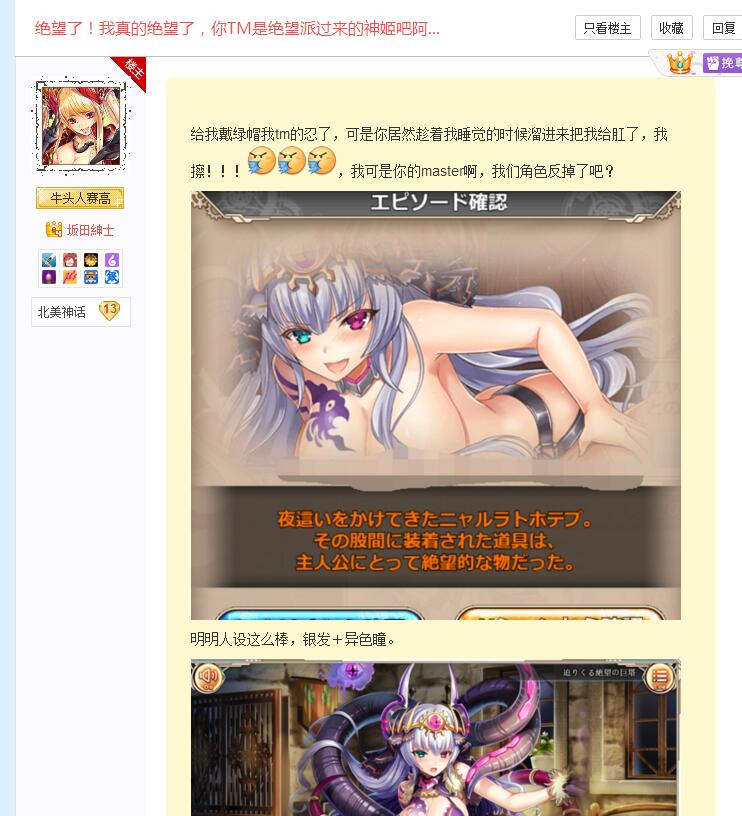 绝望了！我真的绝望了，你TM是绝望派过来的神姬吧阿...
只看楼主
收藏
回复
楼主
牛头人赛高
坂田紳士
北美神话 13
给我戴绿帽我tm的忍了，可是你居然趁着我睡觉的时候溜进来把我给肛了，我
擦！！！，我可是你的master啊，我们角色反掉了吧？
エピソード確認
夜這いをかけてきたニャルラトホテプ。
その股間に装着された道具は、
主人公にとって絶望的な物だった。
明明人设这么棒，银发＋异色瞳。
迫りくる絶望の巨塔